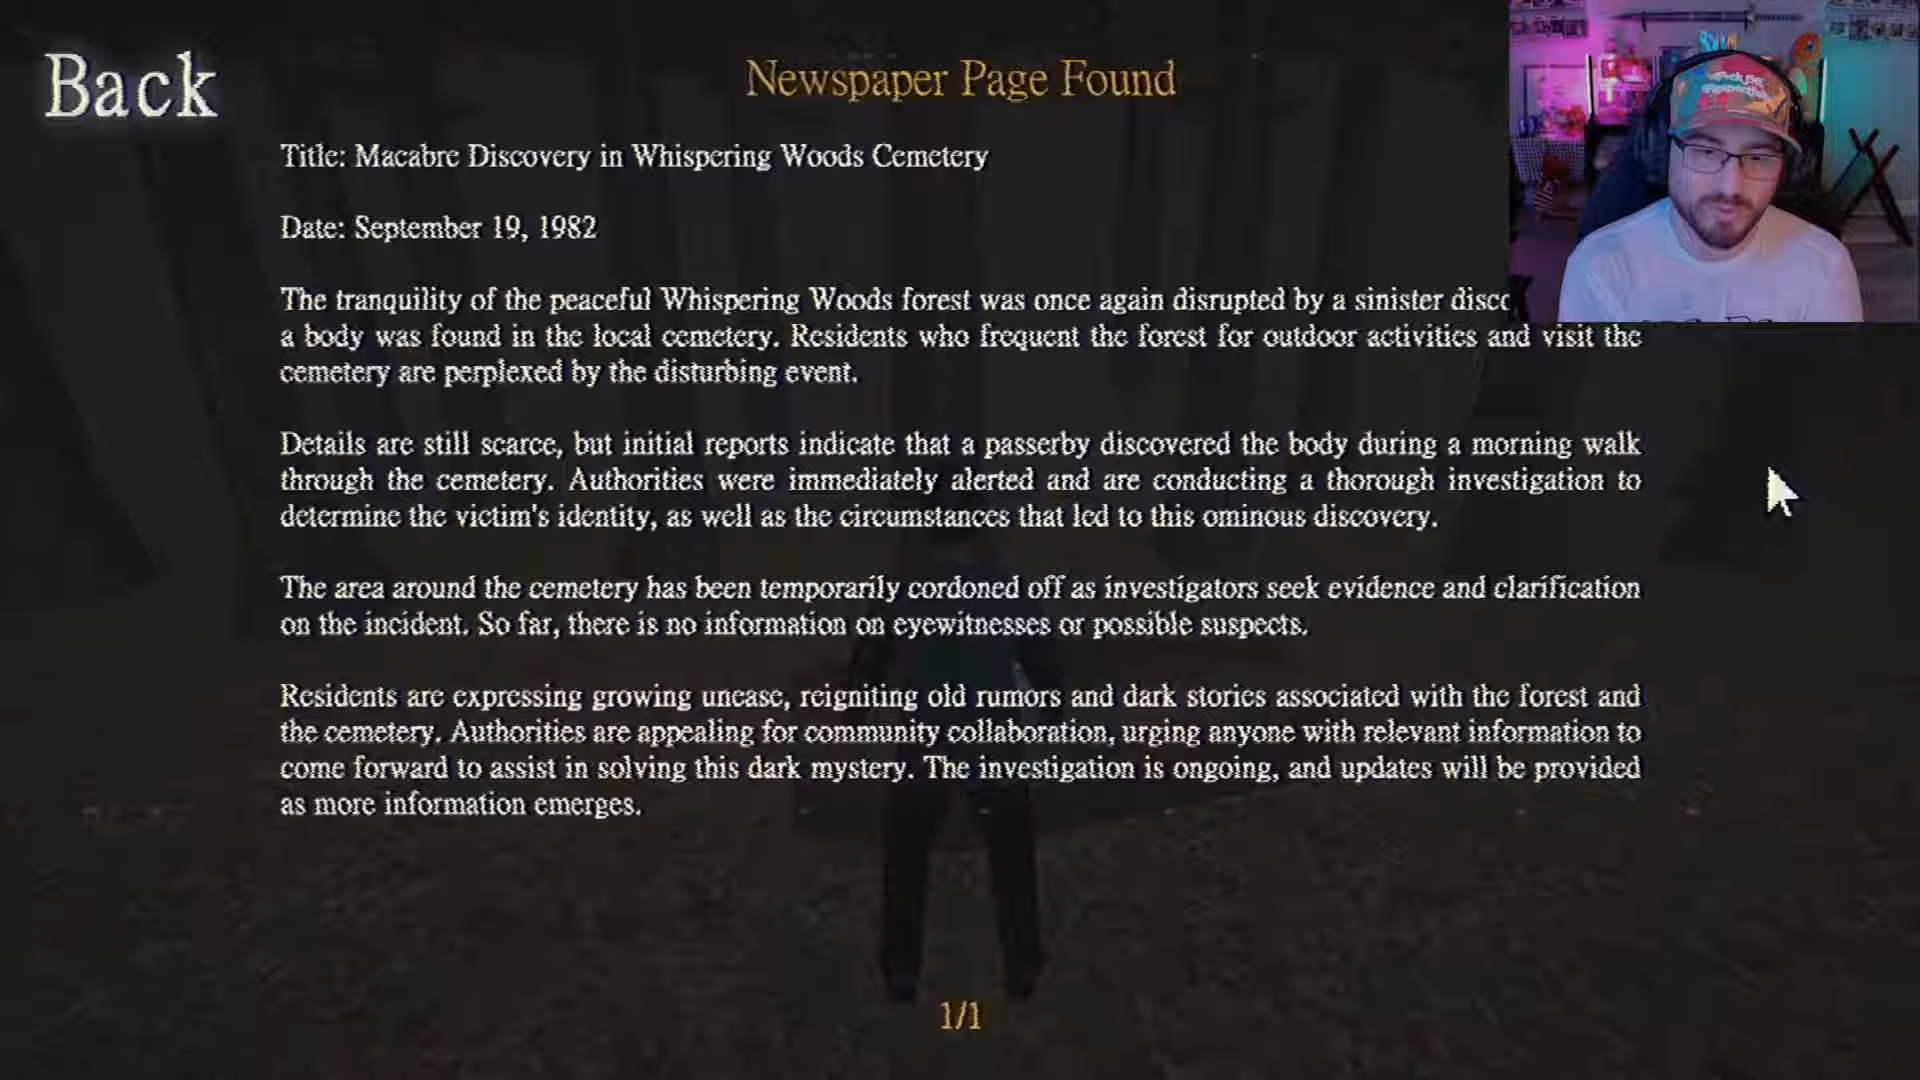 Back
Newspaper Page Found
Title: Macabre Discovery in Whispering Woods Cemetery
Date: September 19, 1982
The tranquility of the peaceful Whispering Woods forest was once again disrupted by a sinister
a body was found in the local cemetery. Residents who frequent the forest for outdoor activities and visit the
cemetery are perplexed by the disturbing event.
Details are still scarce, but initial reports indicate that a passerby discovered the body during a morning walk
through the cemetery. Authorities were immediately alerted and are conducting a thorough investigation to
determine the victim's identity, as well as the circumstances that led to this ominous discovery.
The area around the cemetery has been temporarily cordoned off as investigators seek evidence and clarification
on the incident. So far, there is no information on eyewitnesses or possible suspects.
Residents are expressing growing unease, reigniting old rumors and dark stories associated with the forest and
the cemetery. Authorities are appealing for community collaboration, urging anyone with relevant information to
come forward to assist in solving this dark mystery. The investigation is ongoing, and updates will be provided
as more information emerges.
1/1